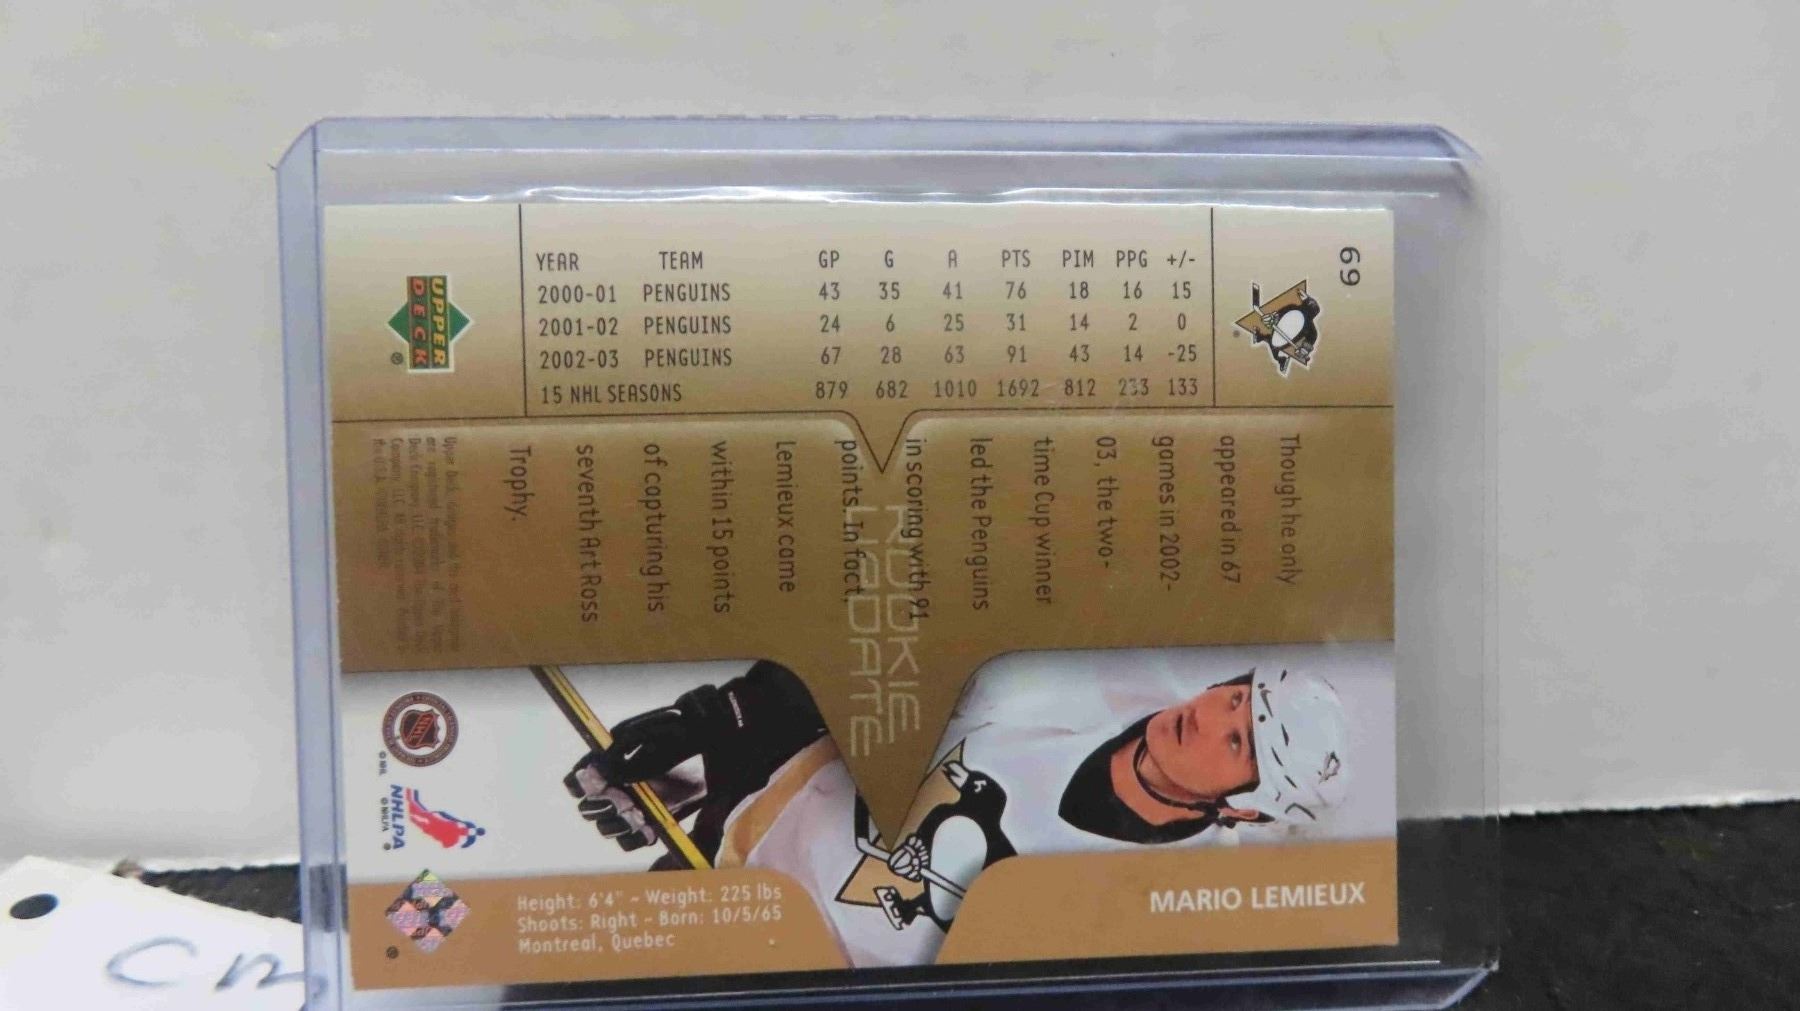 69
YEAR TEAM GP G A PTS PIM PPG +/-
2000-01 PENGUINS 43 35 41 76 18 16 15
2001-02 PENGUINS 24 6 25 31 14 2 0
2002-03 PENGUINS 67 28 63 91 43 14 -25
15 NHL SEASONS 879 682 1010 1692 812 233 133
UPPER
DECK
®
Though he only
appeared in 67
games in 2002-
03, the two-
time Cup winner
led the Penguins
in scoring with 91
points. In fact,
Lemieux came
within 15 points
of capturing his
seventh Art Ross
Trophy.
ROOKIE
UPDATE
NHL
© NHL
NHLPA
© NHLPA
MARIO LEMIEUX
Height: 6'4" ~ Weight: 225 lbs
Shoots: Right ~ Born: 10/5/65
Montreal, Quebec